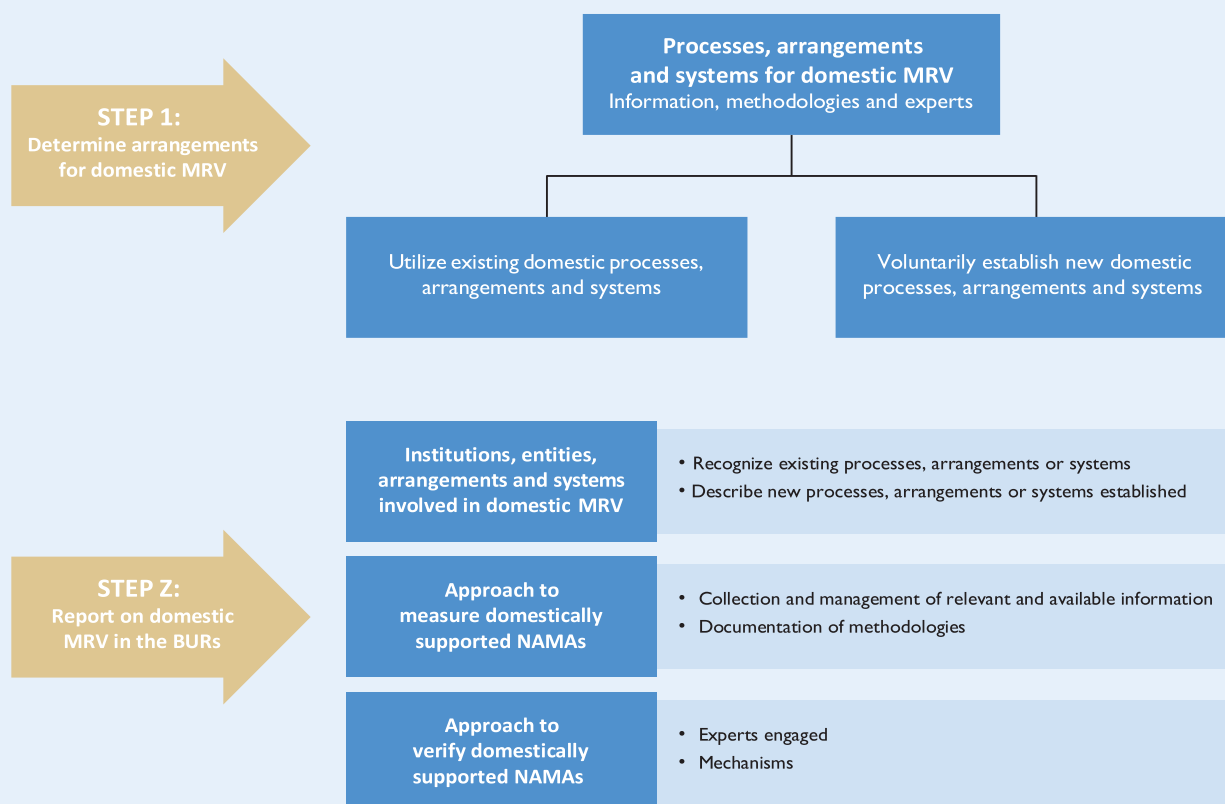 STEP 1:
Determine arrangements
for domestic MRV
Processes, arrangements
and systems for domestic MRV
Information, methodologies and experts
Utilize existing domestic processes,
arrangements and systems
Voluntarily establish new domestic
processes, arrangements and systems
STEP Z:
Report on domestic
MRV in the BURs
Institutions, entities,
arrangements and systems
involved in domestic MRV
• Recognize existing processes, arrangements or systems
• Describe new processes, arrangements or systems established
Approach to
measure domestically
supported NAMAs
• Collection and management of relevant and available information
• Documentation of methodologies
Approach to
verify domestically
supported NAMAs
• Experts engaged
• Mechanisms